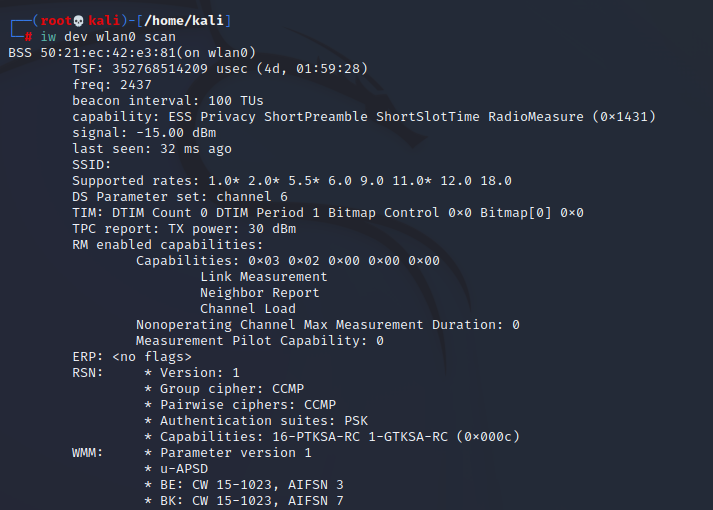 ┌──(root💀kali)-[/home/kali]
└─# iw dev wlan0 scan
BSS 50:21:ec:42:e3:81(on wlan0)
TSF: 352768514209 usec (4d, 01:59:28)
freq: 2437
beacon interval: 100 TUs
capability: ESS Privacy ShortPreamble ShortSlotTime RadioMeasure (0×1431)
signal: -15.00 dBm
last seen: 32 ms ago
SSID:
Supported rates: 1.0* 2.0* 5.5* 6.0 9.0 11.0* 12.0 18.0
DS Parameter set: channel 6
TIM: DTIM Count 0 DTIM Period 1 Bitmap Control 0×0 Bitmap[0] 0×0
TPC report: TX power: 30 dBm
RM enabled capabilities:
Capabilities: 0×03 0×02 0×00 0×00 0×00
Link Measurement
Neighbor Report
Channel Load
Nonoperating Channel Max Measurement Duration: 0
Measurement Pilot Capability: 0
ERP: <no flags>
RSN: * Version: 1
* Group cipher: CCMP
* Pairwise ciphers: CCMP
* Authentication suites: PSK
* Capabilities: 16-PTKSA-RC 1-GTKSA-RC (0×000c)
WMM: * Parameter version 1
* u-APSD
* BE: CW 15-1023, AIFSN 3
* BK: CW 15-1023, AIFSN 7